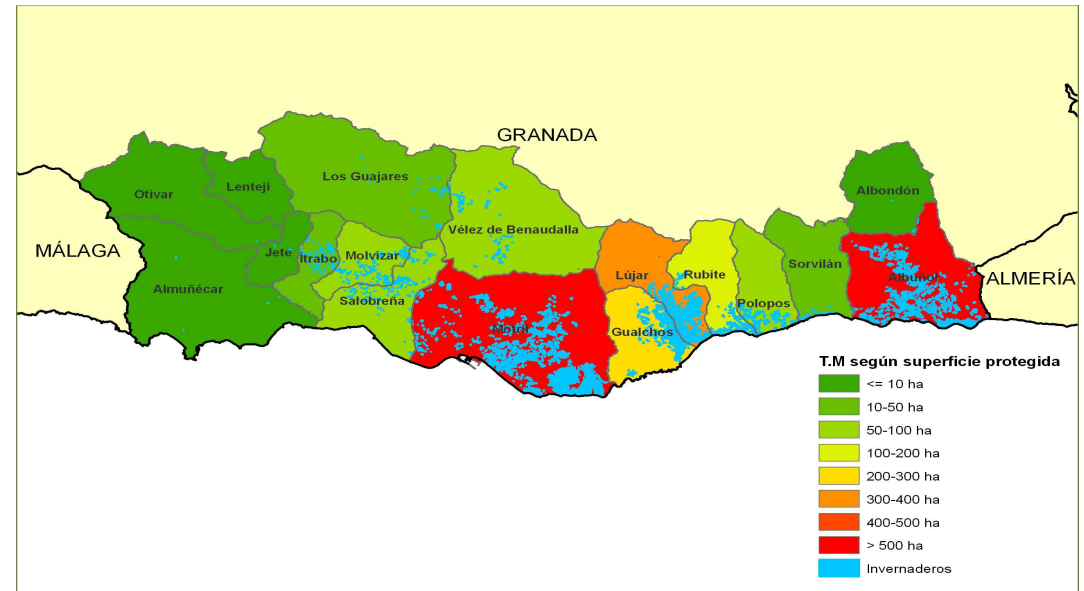 GRANADA
Otivar
Lentejí
Los Guajares
Albondón
MÁLAGA
Jete
Itrabo
Molvizar
Vélez de Benaudalla
Lújar
Rubite
Sorvilán
Albuñol
ALMERÍA
Almuñécar
Salobreña
Motril
Gualchos
Polopos
T.M según superficie protegida
<= 10 ha
10-50 ha
50-100 ha
100-200 ha
200-300 ha
300-400 ha
400-500 ha
> 500 ha
Invernaderos